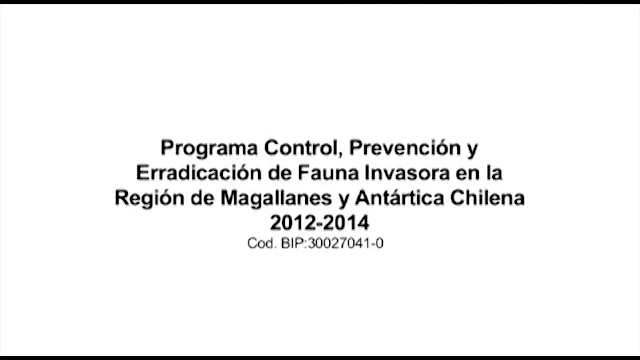 Programa Control, Prevención y
Erradicación de Fauna Invasora en la
Región de Magallanes y Antártica Chilena
2012-2014
Cod. BIP:30027041-0